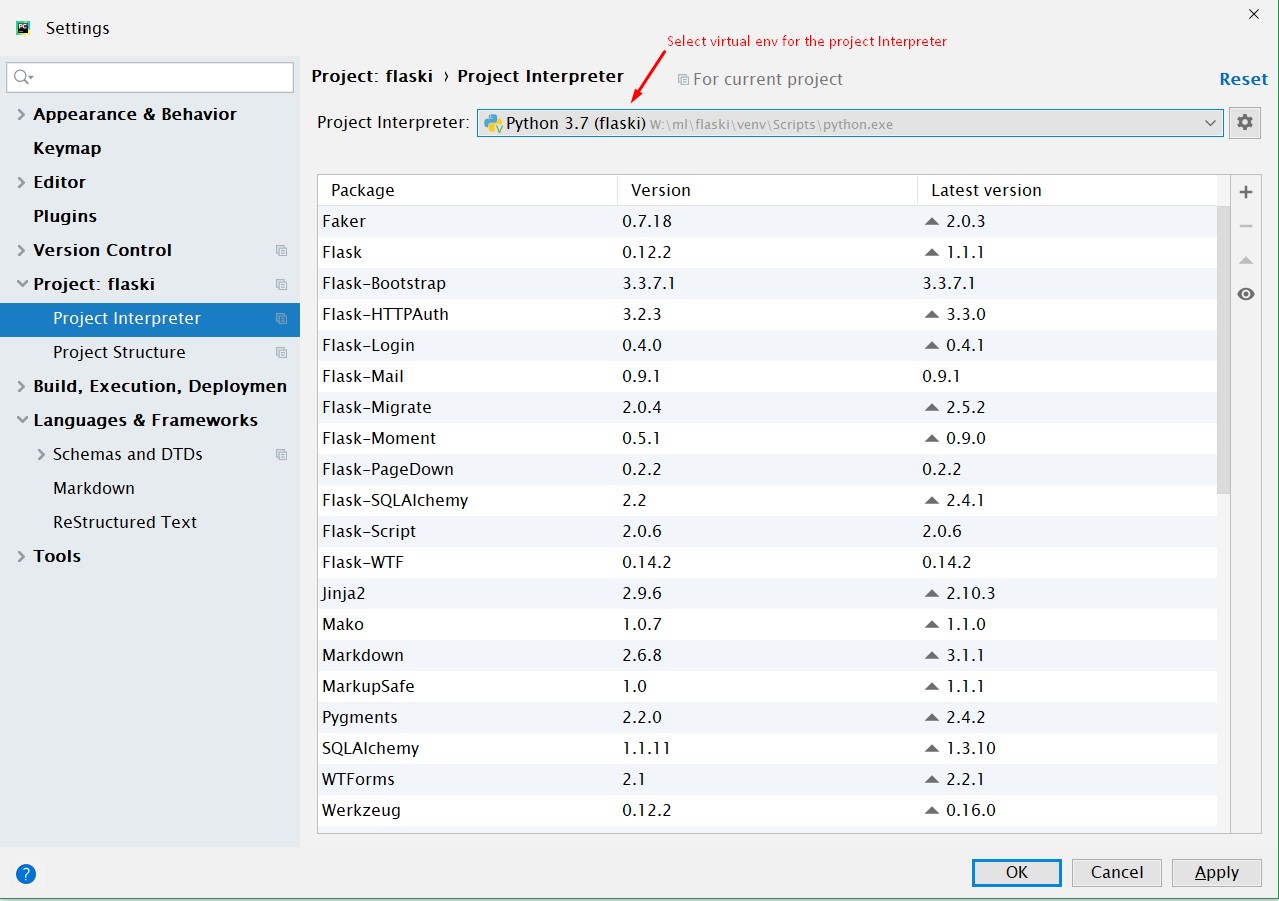 Settings
Select virtual env for the project Interpreter
Project: flaski › Project Interpreter
For current project
Reset
Appearance & Behavior
Keymap
Editor
Plugins
Version Control
Project: flaski
Project Interpreter
Project Structure
Build, Execution, Deploymen
Languages & Frameworks
Schemas and DTDs
Markdown
ReStructured Text
Tools
Project Interpreter: Python 3.7 (flaski) W:\ml\flaski\venv\Scripts\python.exe
Package Version Latest version
Faker 0.7.18 2.0.3
Flask 0.12.2 1.1.1
Flask-Bootstrap 3.3.7.1 3.3.7.1
Flask-HTTPAuth 3.2.3 3.3.0
Flask-Login 0.4.0 0.4.1
Flask-Mail 0.9.1 0.9.1
Flask-Migrate 2.0.4 2.5.2
Flask-Moment 0.5.1 0.9.0
Flask-PageDown 0.2.2 0.2.2
Flask-SQLAlchemy 2.2 2.4.1
Flask-Script 2.0.6 2.0.6
Flask-WTF 0.14.2 0.14.2
Jinja2 2.9.6 2.10.3
Mako 1.0.7 1.1.0
Markdown 2.6.8 3.1.1
MarkupSafe 1.0 1.1.1
Pygments 2.2.0 2.4.2
SQLAlchemy 1.1.11 1.3.10
WTForms 2.1 2.2.1
Werkzeug 0.12.2 0.16.0
?
OK Cancel Apply